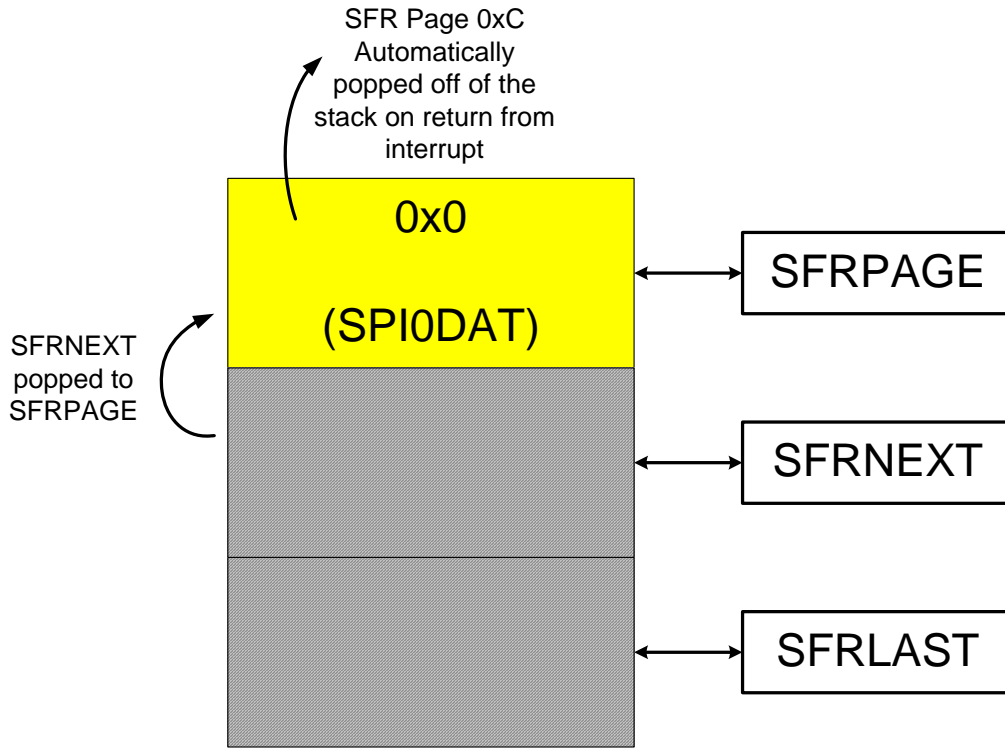 SFR Page 0xC
Automatically
popped off of the
stack on return from
interrupt
0x0
(SPI0DAT)
SFRPAGE
SFRNEXT
popped to
SFRPAGE
SFRNEXT
SFRLAST